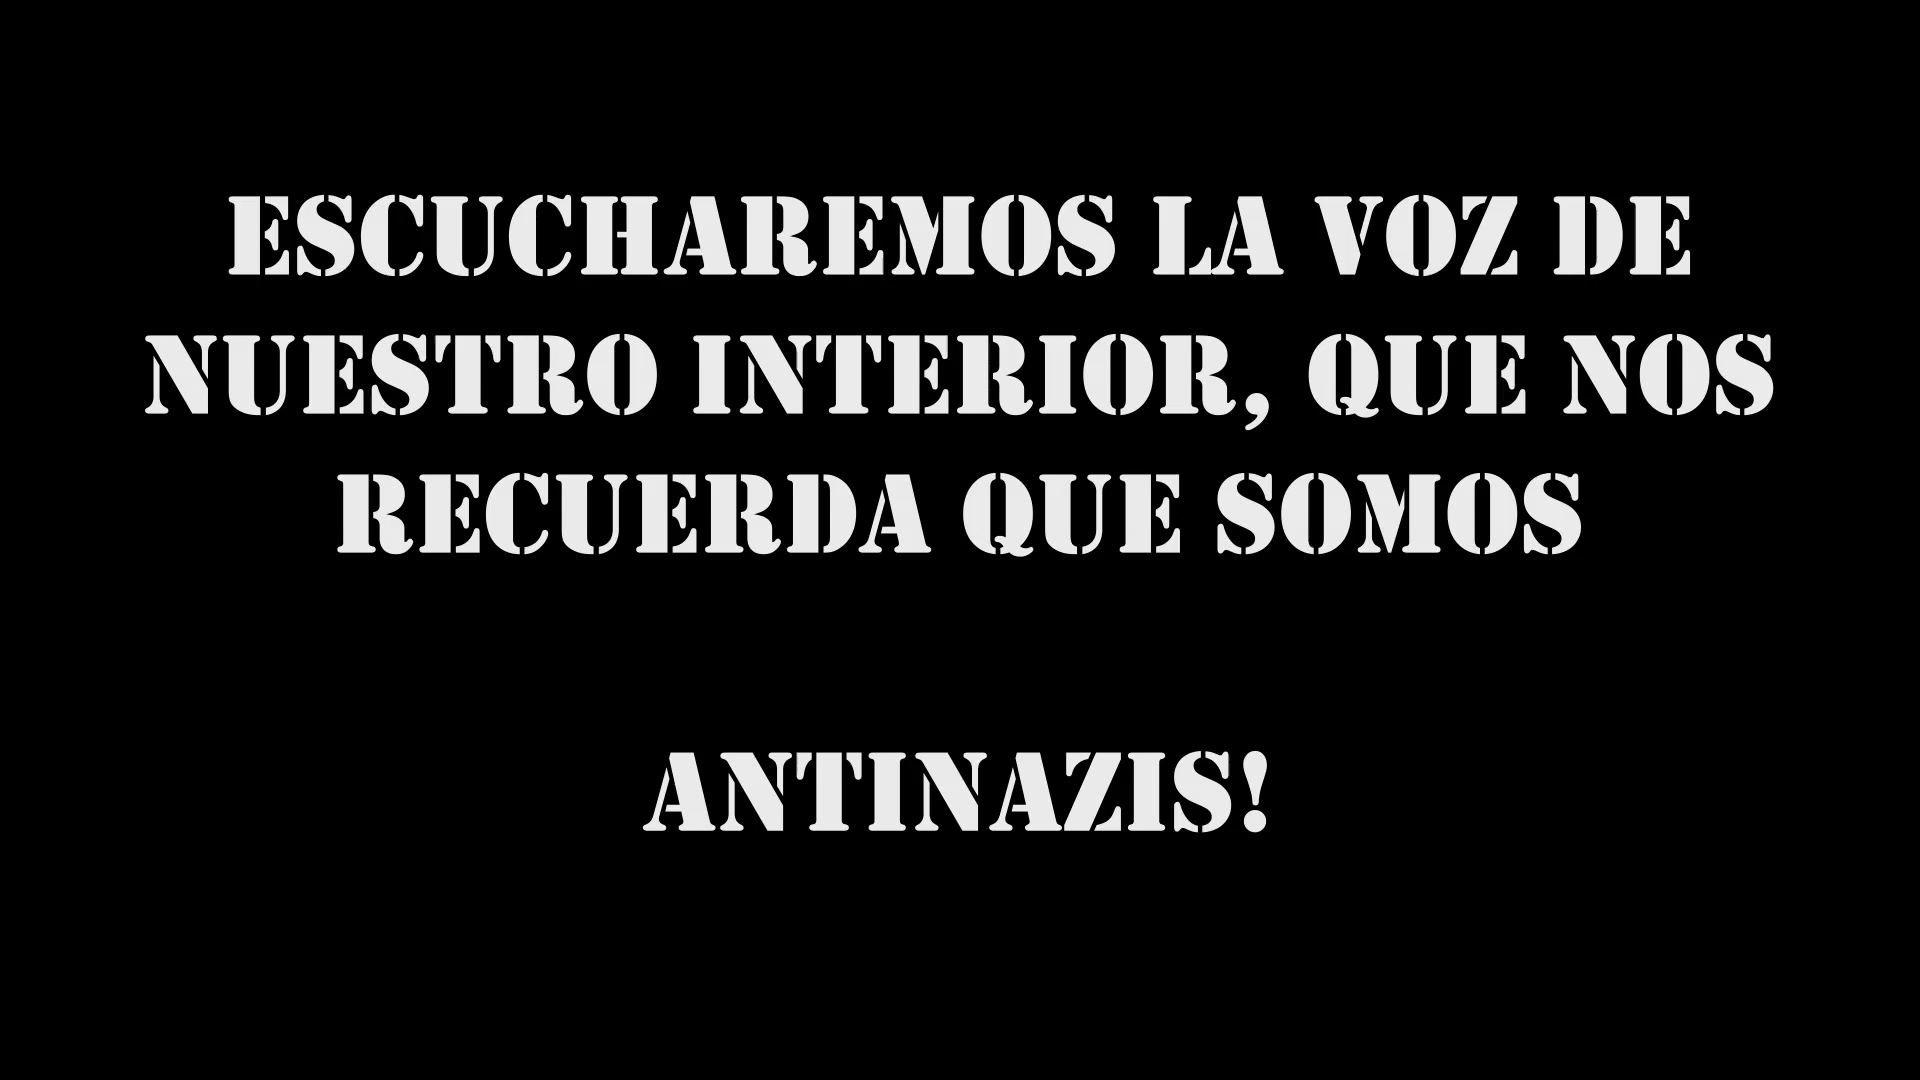 ESCUCHAREMOS LA VOZ DE
NUESTRO INTERIOR, QUE NOS
RECUERDA QUE SOMOS
ANTINAZIS!